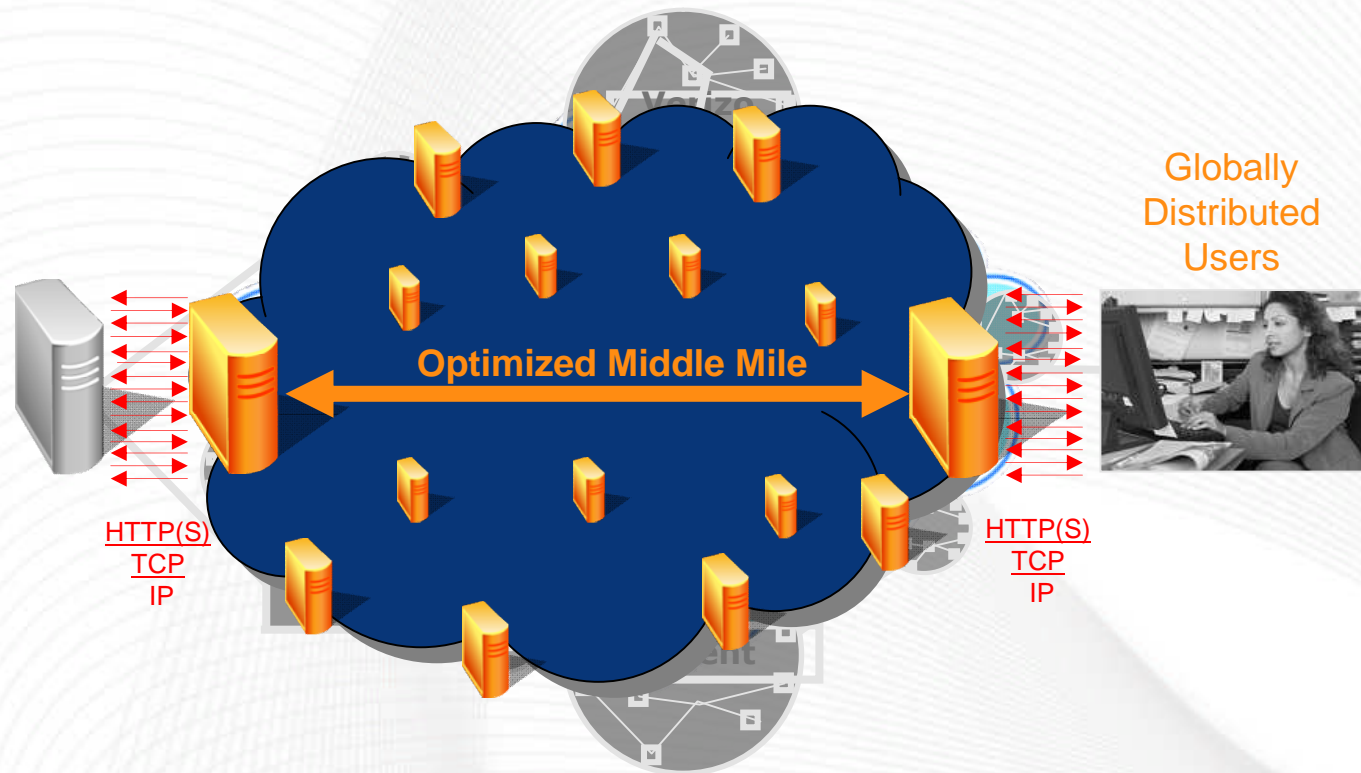 Globally
Distributed
Users
Optimized Middle Mile
HTTP(S)
TCP
IP
HTTP(S)
TCP
IP